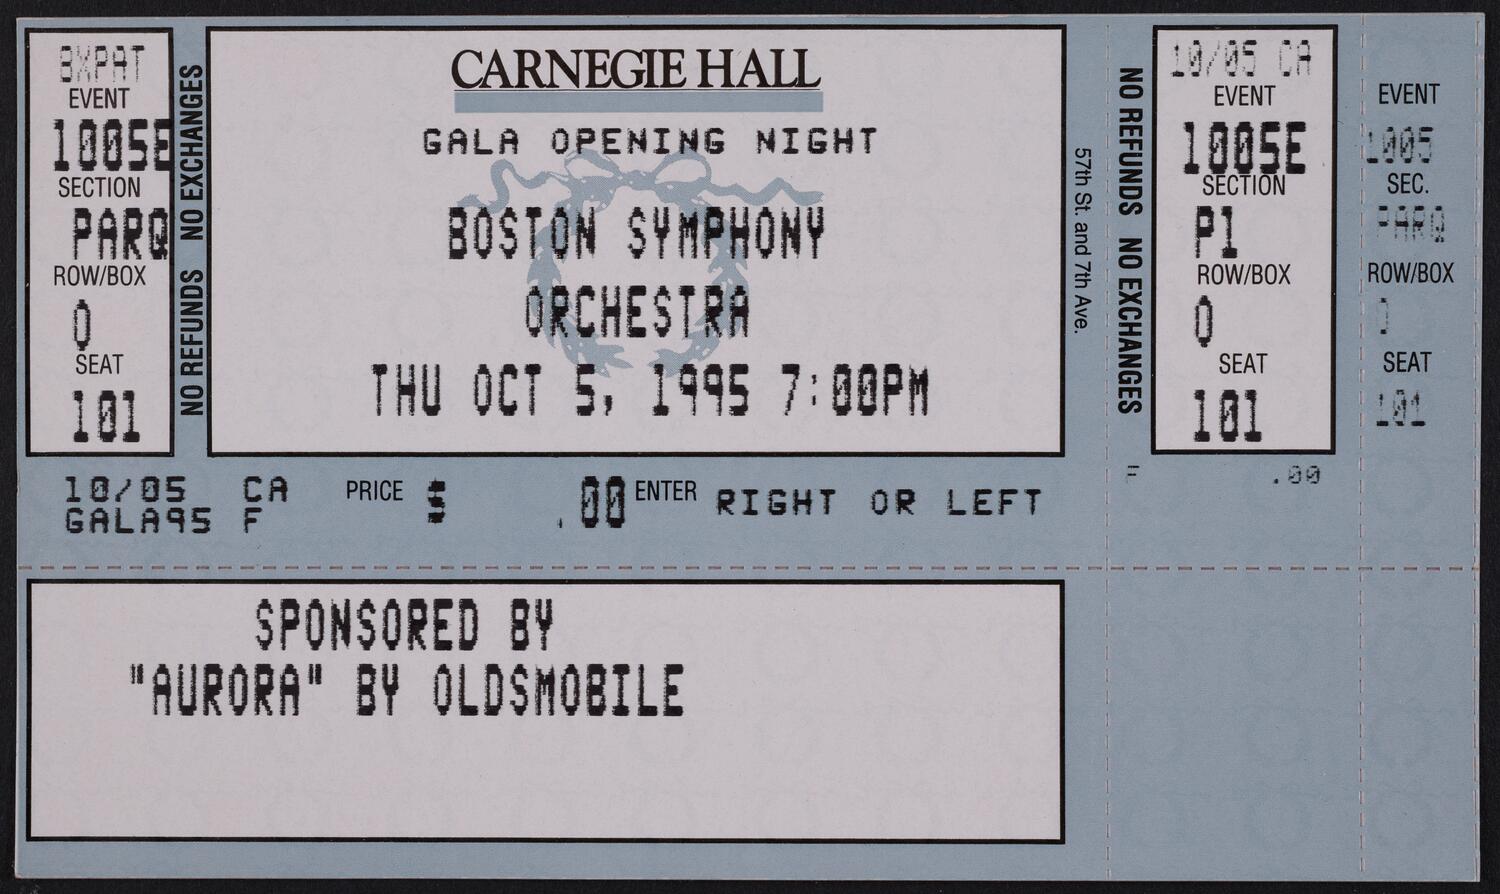 BXPAT
EVENT
1005E
SECTION
PARQ
ROW/BOX
O
SEAT
101
NO REFUNDS NO EXCHANGES
CARNEGIE HALL
GALA OPENING NIGHT
BOSTON SYMPHONY
ORCHESTRA
THU OCT 5, 1995 7:00PM
57th St. and 7th Ave.
10/05 CA
GALA95 F
PRICE $ .00 ENTER RIGHT OR LEFT
SPONSORED BY
"AURORA" BY OLDSMOBILE
NO REFUNDS NO EXCHANGES
10/05 CA
EVENT
1005E
SECTION
P1
ROW/BOX
O
SEAT
101
F .00
EVENT
1005
SEC.
PARQ
ROW/BOX
SEAT
101